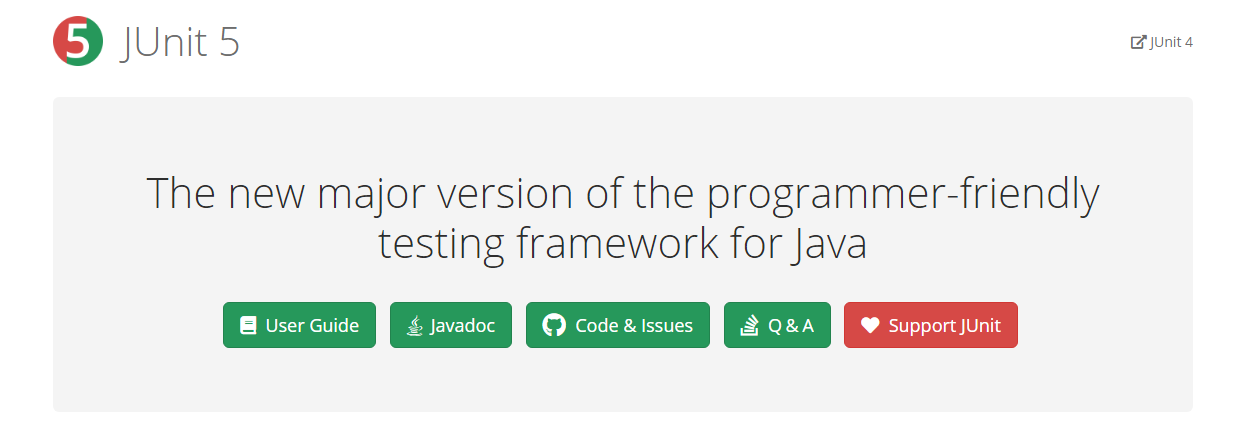 5 JUnit 5
JUnit 4
The new major version of the programmer-friendly
testing framework for Java
User Guide
Javadoc
Code & Issues
Q & A
Support JUnit